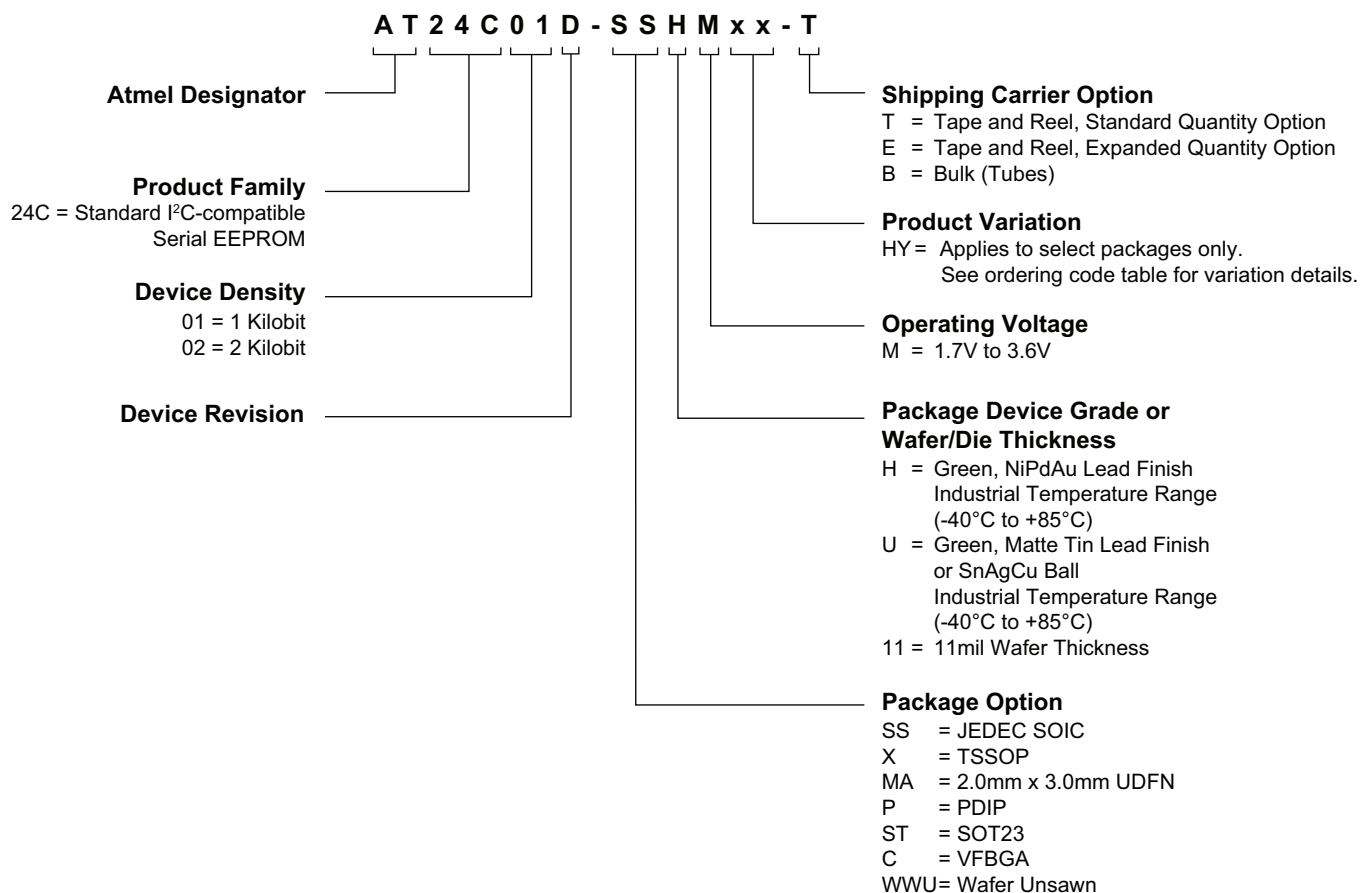 AT24C01D-SSHMxx-T
Atmel Designator
Product Family
24C = Standard I²C-compatible
Serial EEPROM
Device Density
01 = 1 Kilobit
02 = 2 Kilobit
Device Revision
Shipping Carrier Option
T = Tape and Reel, Standard Quantity Option
E = Tape and Reel, Expanded Quantity Option
B = Bulk (Tubes)
Product Variation
HY = Applies to select packages only.
See ordering code table for variation details.
Operating Voltage
M = 1.7V to 3.6V
Package Device Grade or
Wafer/Die Thickness
H = Green, NiPdAu Lead Finish
Industrial Temperature Range
(-40°C to +85°C)
U = Green, Matte Tin Lead Finish
or SnAgCu Ball
Industrial Temperature Range
(-40°C to +85°C)
11 = 11mil Wafer Thickness
Package Option
SS = JEDEC SOIC
X = TSSOP
MA = 2.0mm x 3.0mm UDFN
P = PDIP
ST = SOT23
C = VFBGA
WWU= Wafer Unsawn